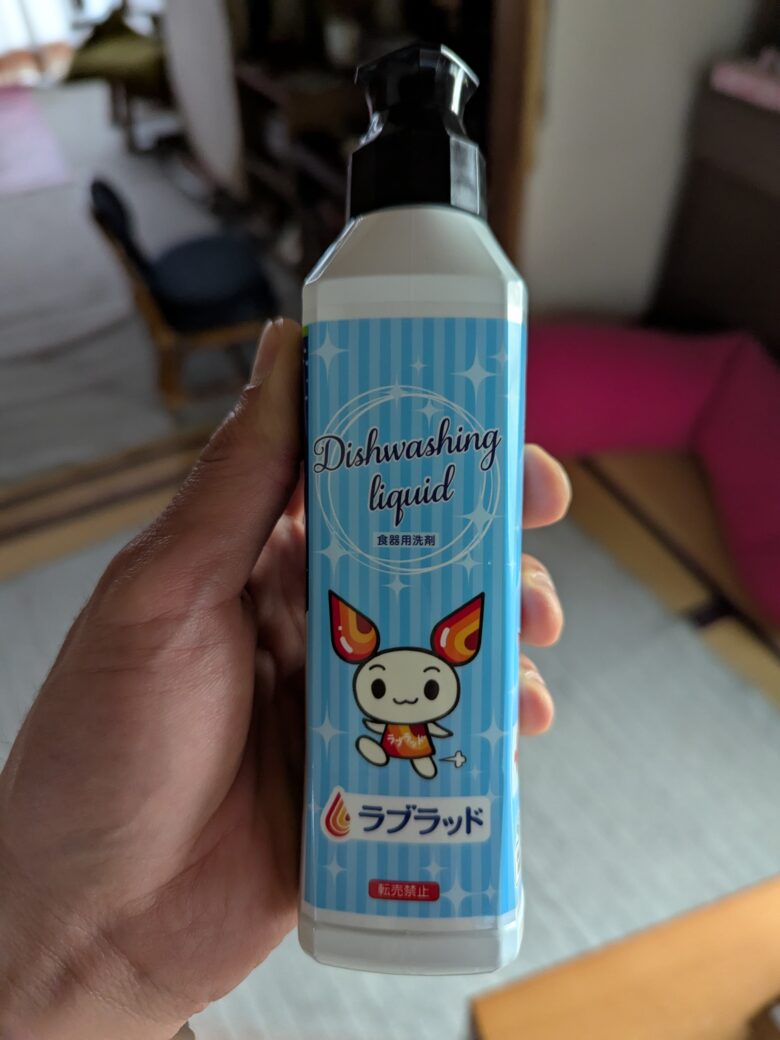 Dishwashing
liquid
食器用洗剤
ラブラッド
ラブラッド
転売禁止